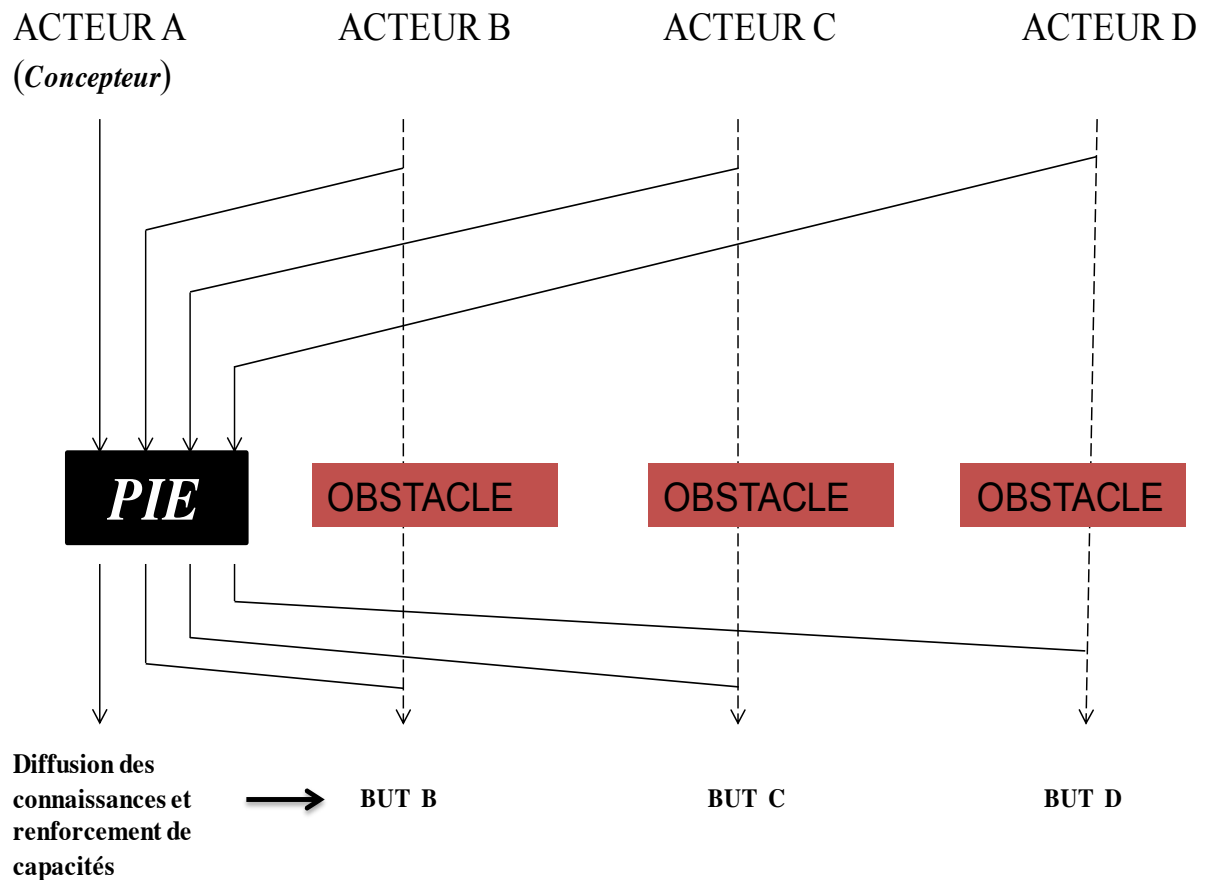 ACTEUR A
(Concepteur)
ACTEUR B
ACTEUR C
ACTEUR D
PIE
OBSTACLE
OBSTACLE
OBSTACLE
Diffusion des
connaissances et
renforcement de
capacités
BUT B
BUT C
BUT D